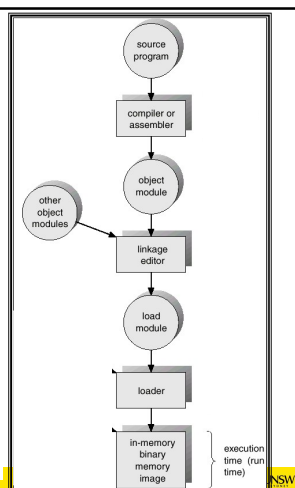 source
program
compiler or
assembler
object
module
other
object
modules
linkage
editor
load
module
loader
in-memory
binary
memory
image
execution
time (run
time)
NSW